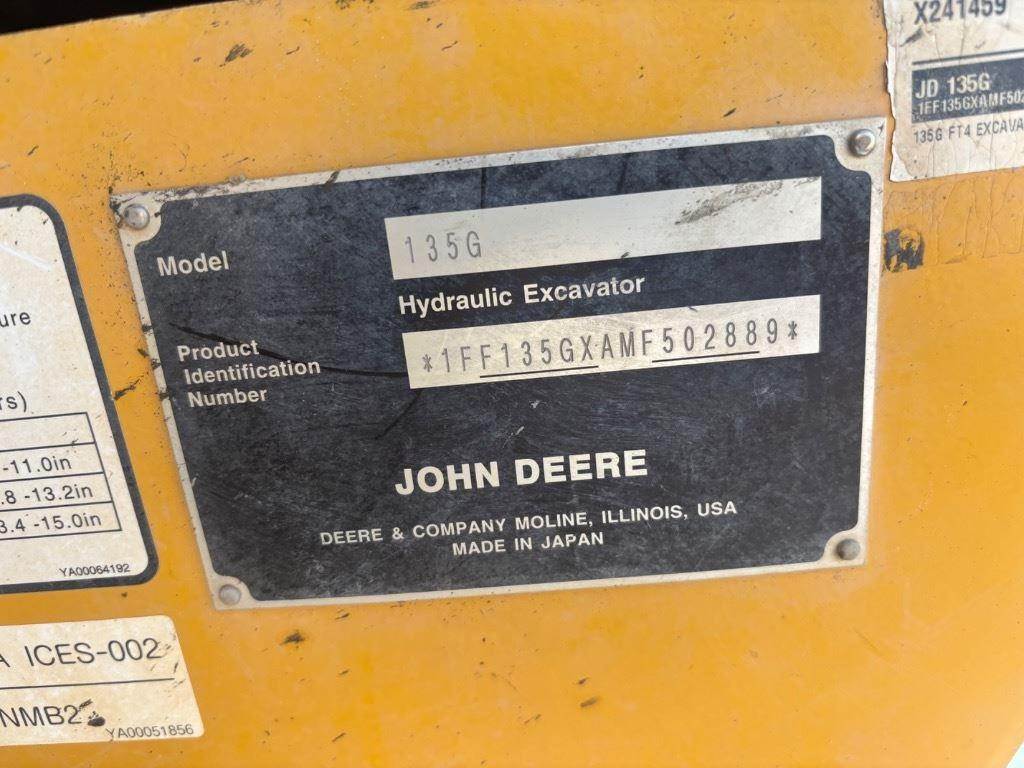 X241459
JD 135G
1FF135GXAMF502
135G FT4 EXCAVA
Model
135G
Hydraulic Excavator
Product
Identification
Number
*1FF135GXAMF502889*
JOHN DEERE
DEERE & COMPANY MOLINE, ILLINOIS, USA
MADE IN JAPAN
ure
rs)
-11.0in
.8 -13.2in
3.4 -15.0in
YA00064192
A ICES-002
NMB2
YA00051856